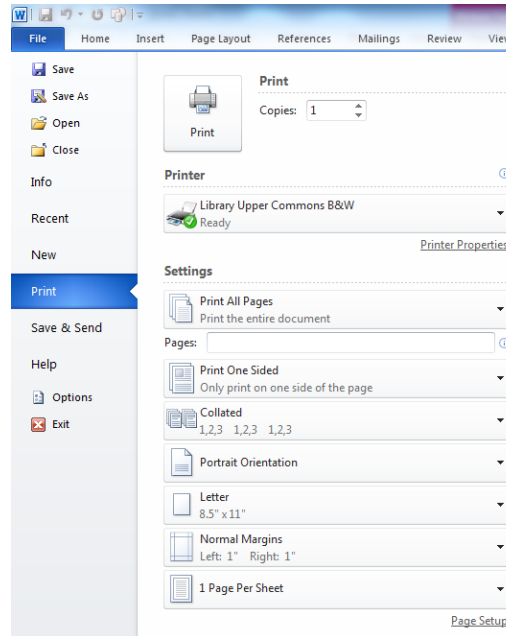 W
File Home Insert Page Layout References Mailings Review View
Save
Save As
Open
Close
Info
Recent
New
Print
Save & Send
Help
Options
Exit
Print
Print
Copies: 1
Printer
Library Upper Commons B&W
Ready
Printer Properties
Settings
Print All Pages
Print the entire document
Pages:
Print One Sided
Only print on one side of the page
Collated
1,2,3 1,2,3 1,2,3
Portrait Orientation
Letter
8.5" x 11"
Normal Margins
Left: 1" Right: 1"
1 Page Per Sheet
Page Setup